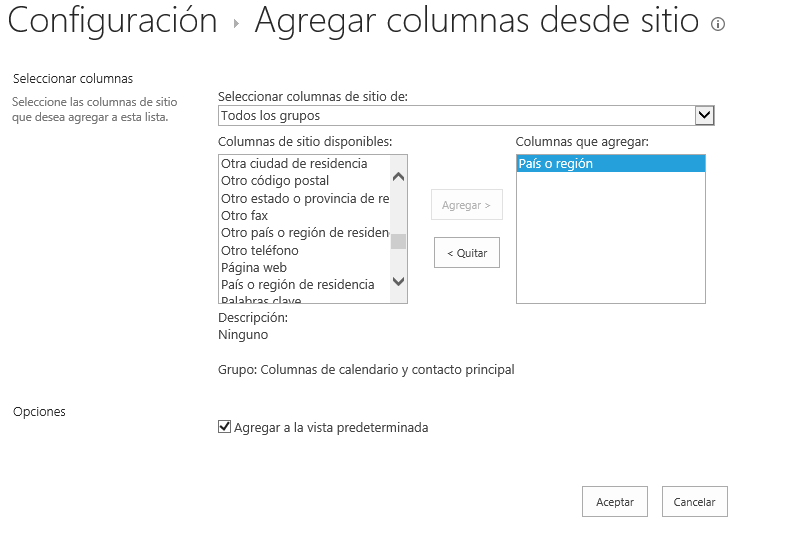 Configuración › Agregar columnas desde sitio
Seleccionar columnas
Seleccione las columnas de sitio
que desea agregar a esta lista.
Seleccionar columnas de sitio de:
Todos los grupos
Columnas de sitio disponibles:
Otra ciudad de residencia
Otro código postal
Otro estado o provincia de re
Otro fax
Otro país o región de residen
Otro teléfono
Página web
País o región de residencia
Palabras clave
Agregar >
< Quitar
Columnas que agregar:
País o región
Descripción:
Ninguno
Grupo: Columnas de calendario y contacto principal
Opciones
Agregar a la vista predeterminada
Aceptar
Cancelar